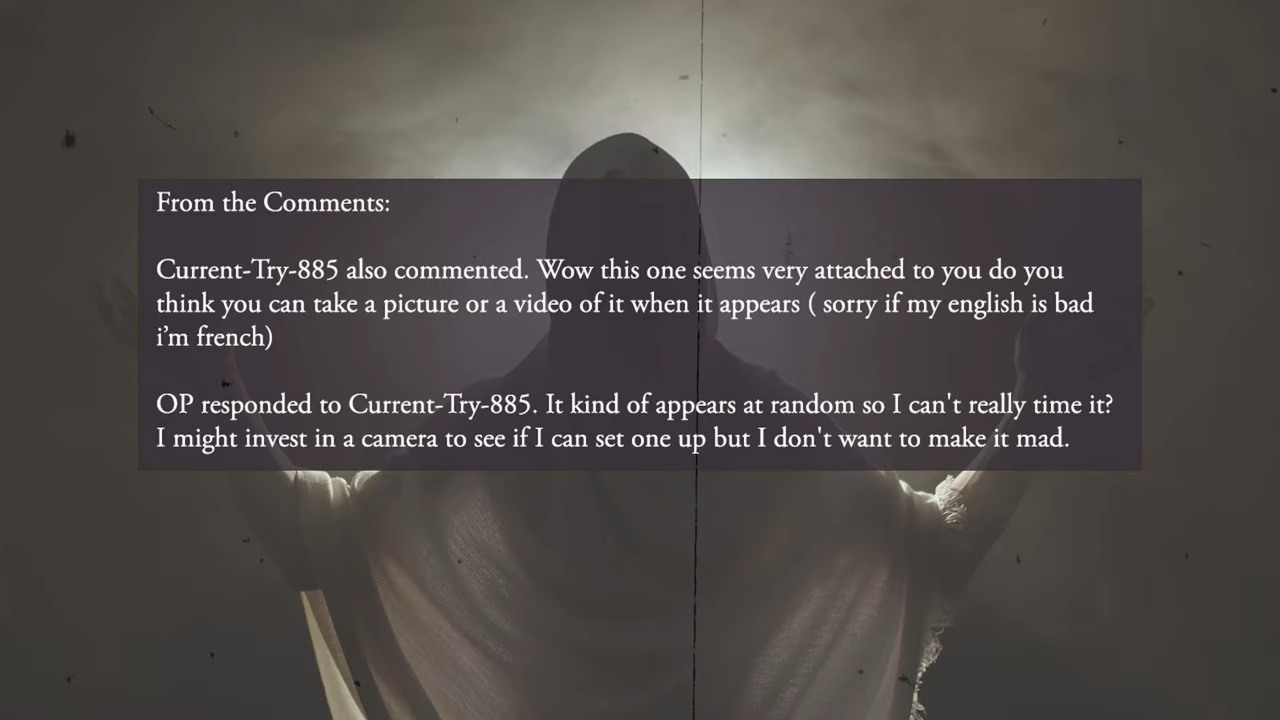 From the Comments:
Current-Try-885 also commented. Wow this one seems very attached to you do you
think you can take a picture or a video of it when it appears ( sorry if my english is bad
i’m french)
OP responded to Current-Try-885. It kind of appears at random so I can't really time it?
I might invest in a camera to see if I can set one up but I don't want to make it mad.